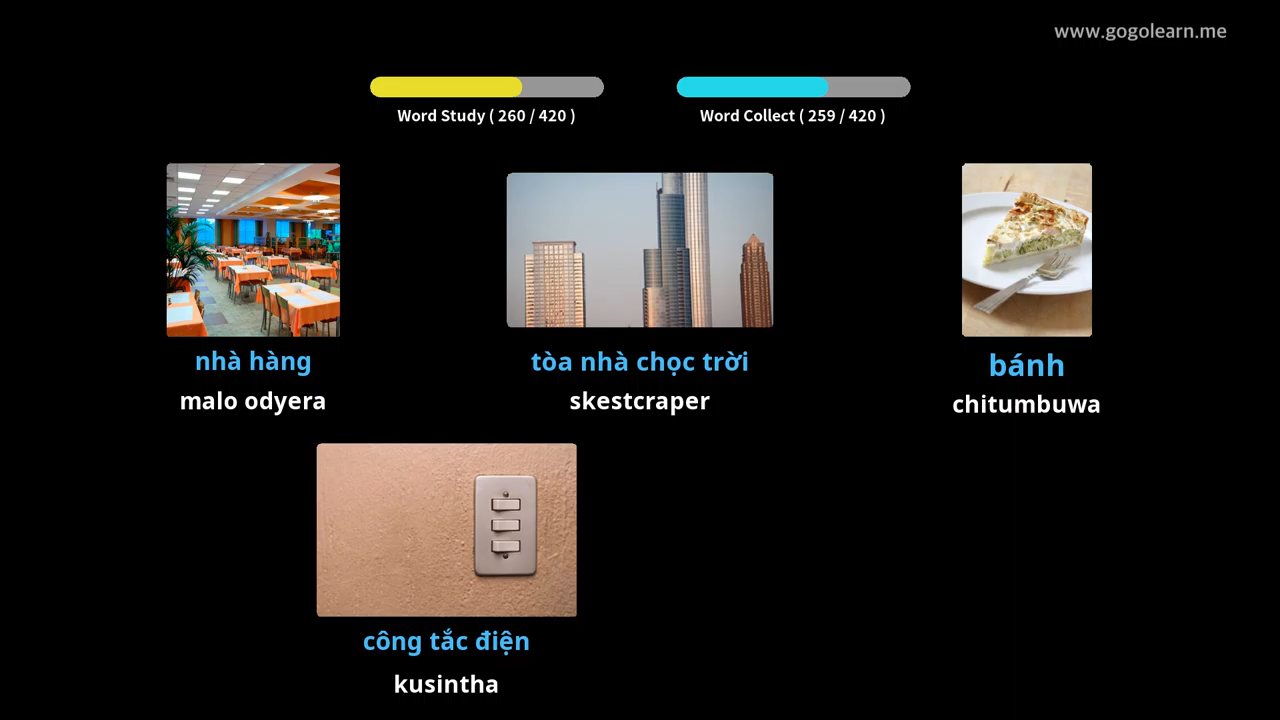 www.gogolearn.me
Word Study ( 260 / 420 )
Word Collect ( 259 / 420 )
nhà hàng
malo odyera
tòa nhà chọc trời
skestcraper
bánh
chitumbuwa
công tắc điện
kusintha